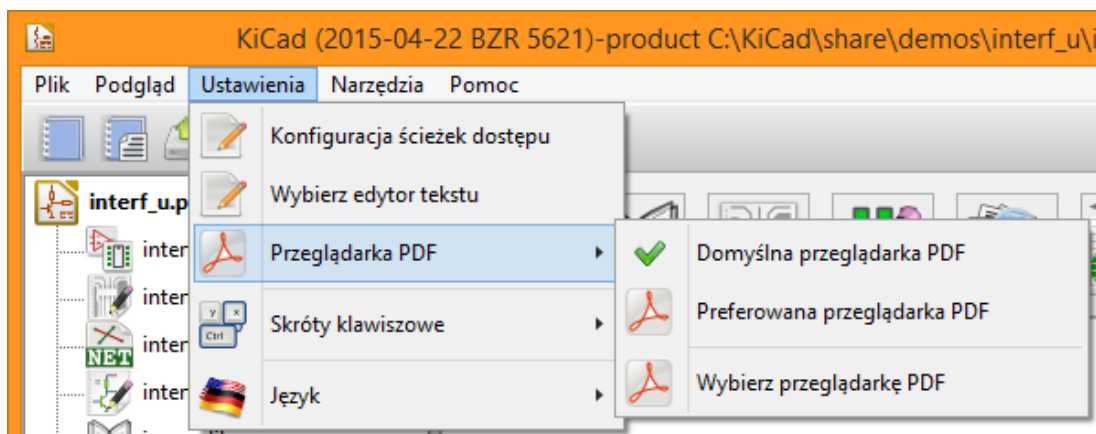 KiCad (2015-04-22 BZR 5621)-product C:\KiCad\share\demos\interf_u\i
Plik Podgląd Ustawienia Narzędzia Pomoc
Konfiguracja ścieżek dostępu
Wybierz edytor tekstu
Przeglądarka PDF
Skróty klawiszowe
y x
Ctrl
Język
interf_u.p
inter
inter
NET inter
inter
Domyślna przeglądarka PDF
Preferowana przeglądarka PDF
Wybierz przeglądarkę PDF